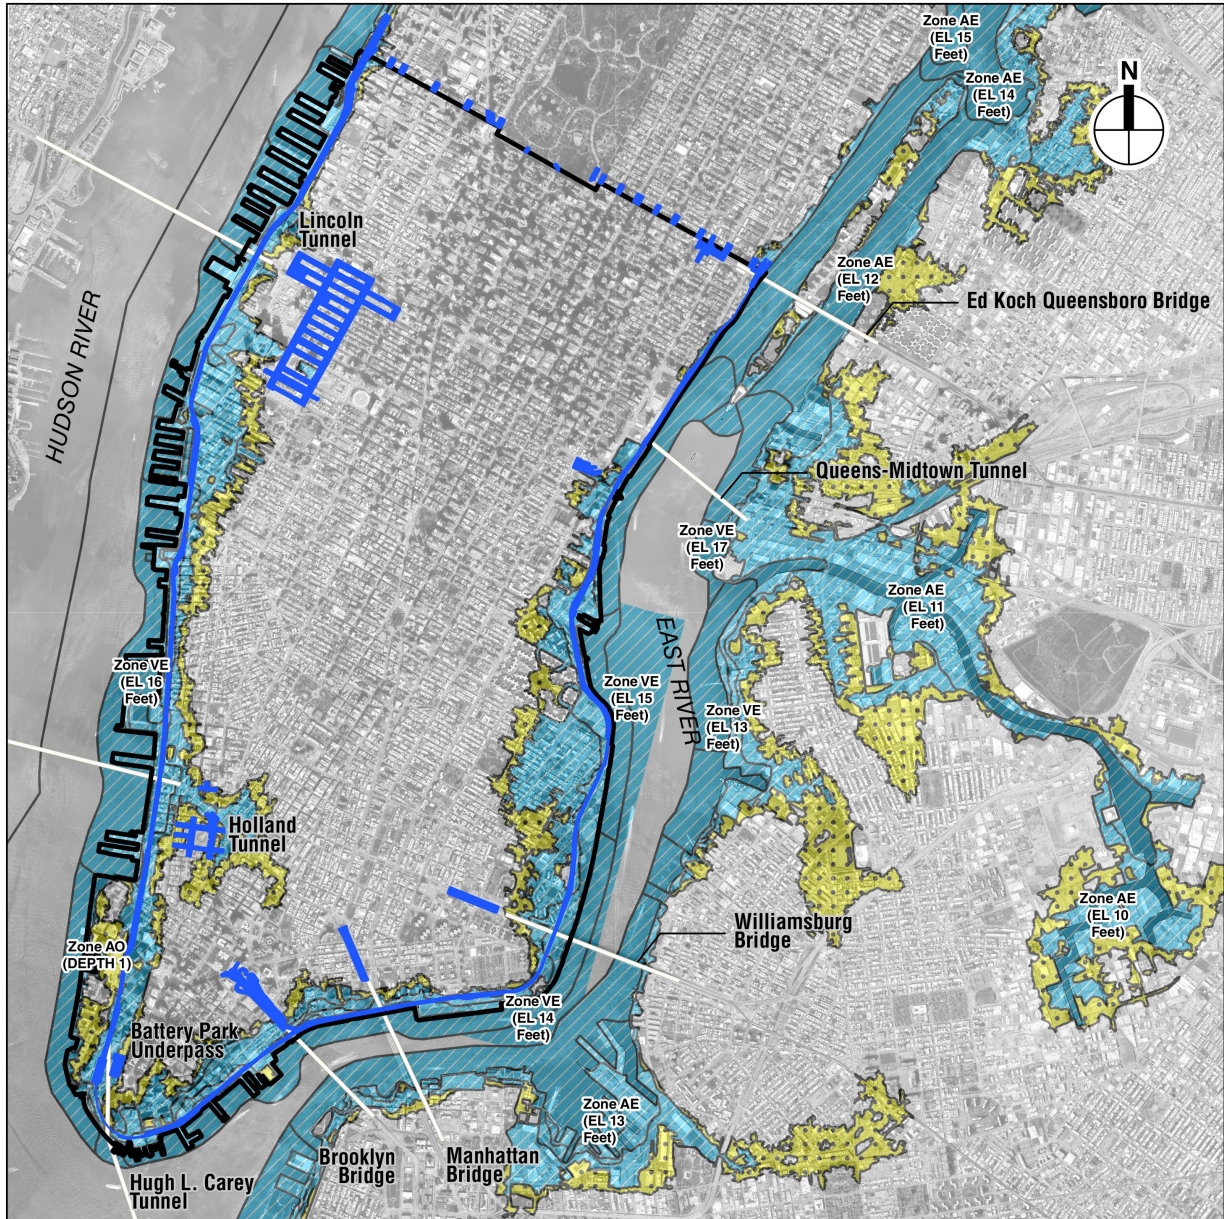 Zone AE
(EL 15
Feet)
Zone AE
(EL 14
Feet)
N
Lincoln
Tunnel
Zone AE
(EL 12
Feet)
Ed Koch Queensboro Bridge
HUDSON RIVER
Queens-Midtown Tunnel
Zone VE
(EL 17
Feet)
Zone AE
(EL 11
Feet)
EAST RIVER
Zone VE
(EL 16
Feet)
Zone VE
(EL 15
Feet)
Zone VE
(EL 13
Feet)
Holland
Tunnel
Zone AE
(EL 10
Feet)
Williamsburg
Bridge
Zone AO
(DEPTH 1)
Zone VE
(EL 14
Feet)
Battery Park
Underpass
Zone AE
(EL 13
Feet)
Brooklyn
Bridge
Manhattan
Bridge
Hugh L. Carey
Tunnel